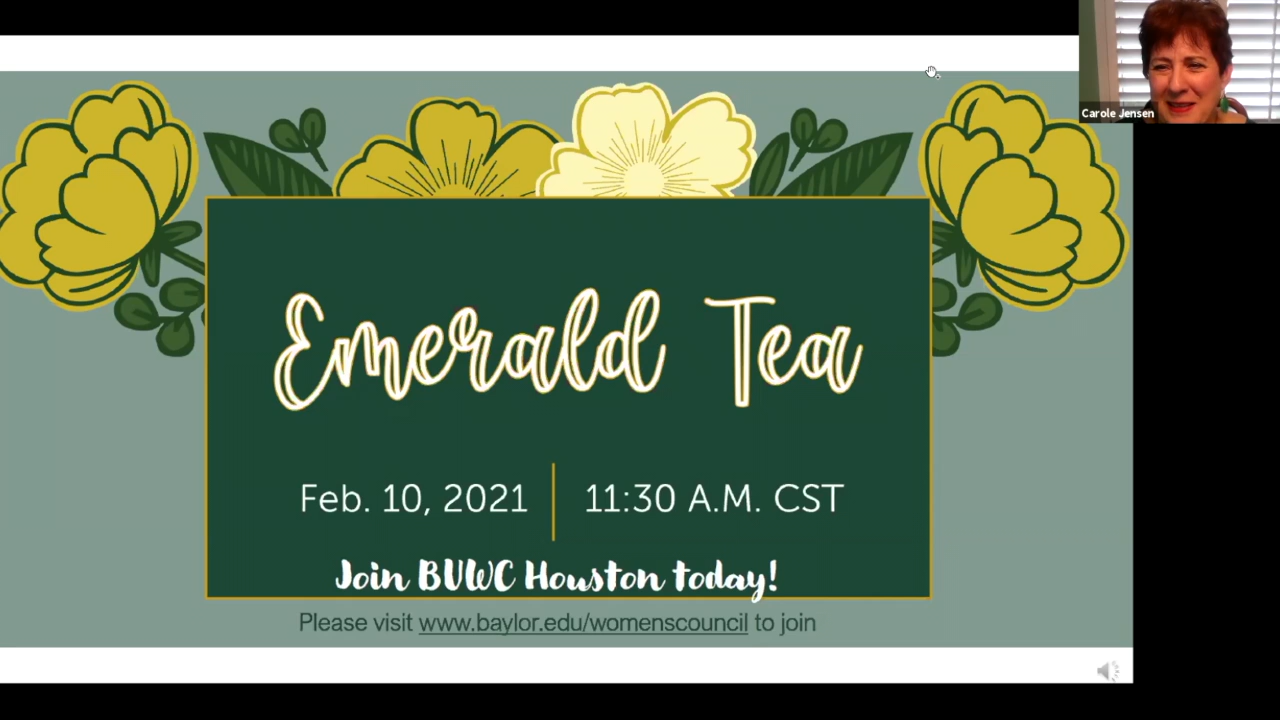 Carole Jensen
Emerald Tea
Feb. 10, 2021 11:30 A.M. CST
Join BUWC Houston today!
Please visit www.baylor.edu/womenscouncil to join